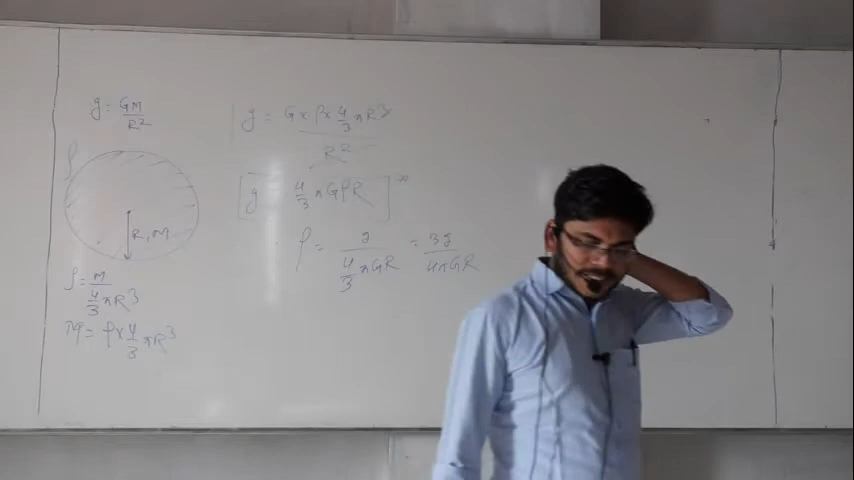 g = GM/R²
ρ
R, M
ρ = M/(4/3 πR³)
M = ρ × 4/3 πR³
g = G × ρ × 4/3 πR³ / R²
g = 4/3 πGρR
ρ = g/(4/3 πGR) = 3g/(4πGR)